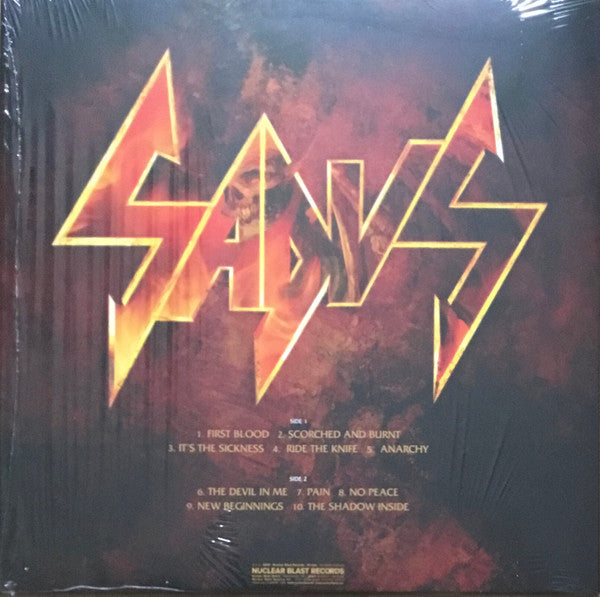 SADUS
SIDE 1
1. FIRST BLOOD 2. SCORCHED AND BURNT
3. IT'S THE SICKNESS 4. RIDE THE KNIFE 5. ANARCHY
SIDE 2
6. THE DEVIL IN ME 7. PAIN 8. NO PEACE
9. NEW BEGINNINGS 10. THE SHADOW INSIDE
NUCLEAR BLAST RECORDS